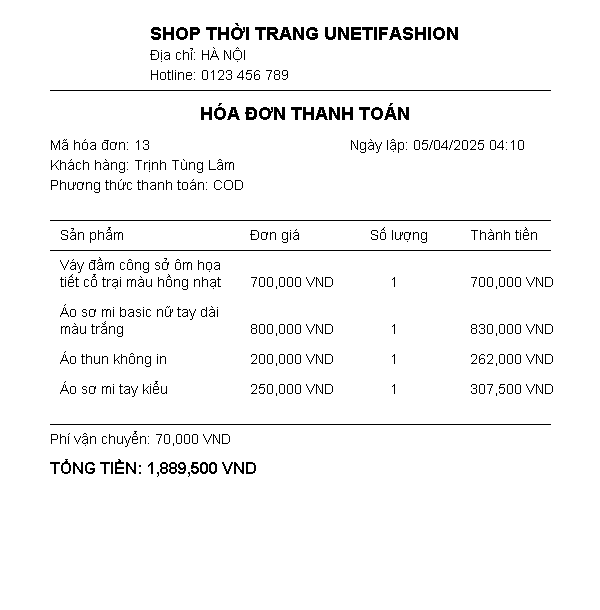 SHOP THỜI TRANG UNETIFASHION
Địa chỉ: HÀ NỘI
Hotline: 0123 456 789
HÓA ĐƠN THANH TOÁN
Mã hóa đơn: 13 Ngày lập: 05/04/2025 04:10
Khách hàng: Trịnh Tùng Lâm
Phương thức thanh toán: COD
Sản phẩm Đơn giá Số lượng Thành tiền
Váy đầm công sở ôm họa
tiết cổ trại màu hồng nhạt 700,000 VND 1 700,000 VND
Áo sơ mi basic nữ tay dài
màu trắng 800,000 VND 1 830,000 VND
Áo thun không in 200,000 VND 1 262,000 VND
Áo sơ mi tay kiểu 250,000 VND 1 307,500 VND
Phí vận chuyển: 70,000 VND
TỔNG TIỀN: 1,889,500 VND